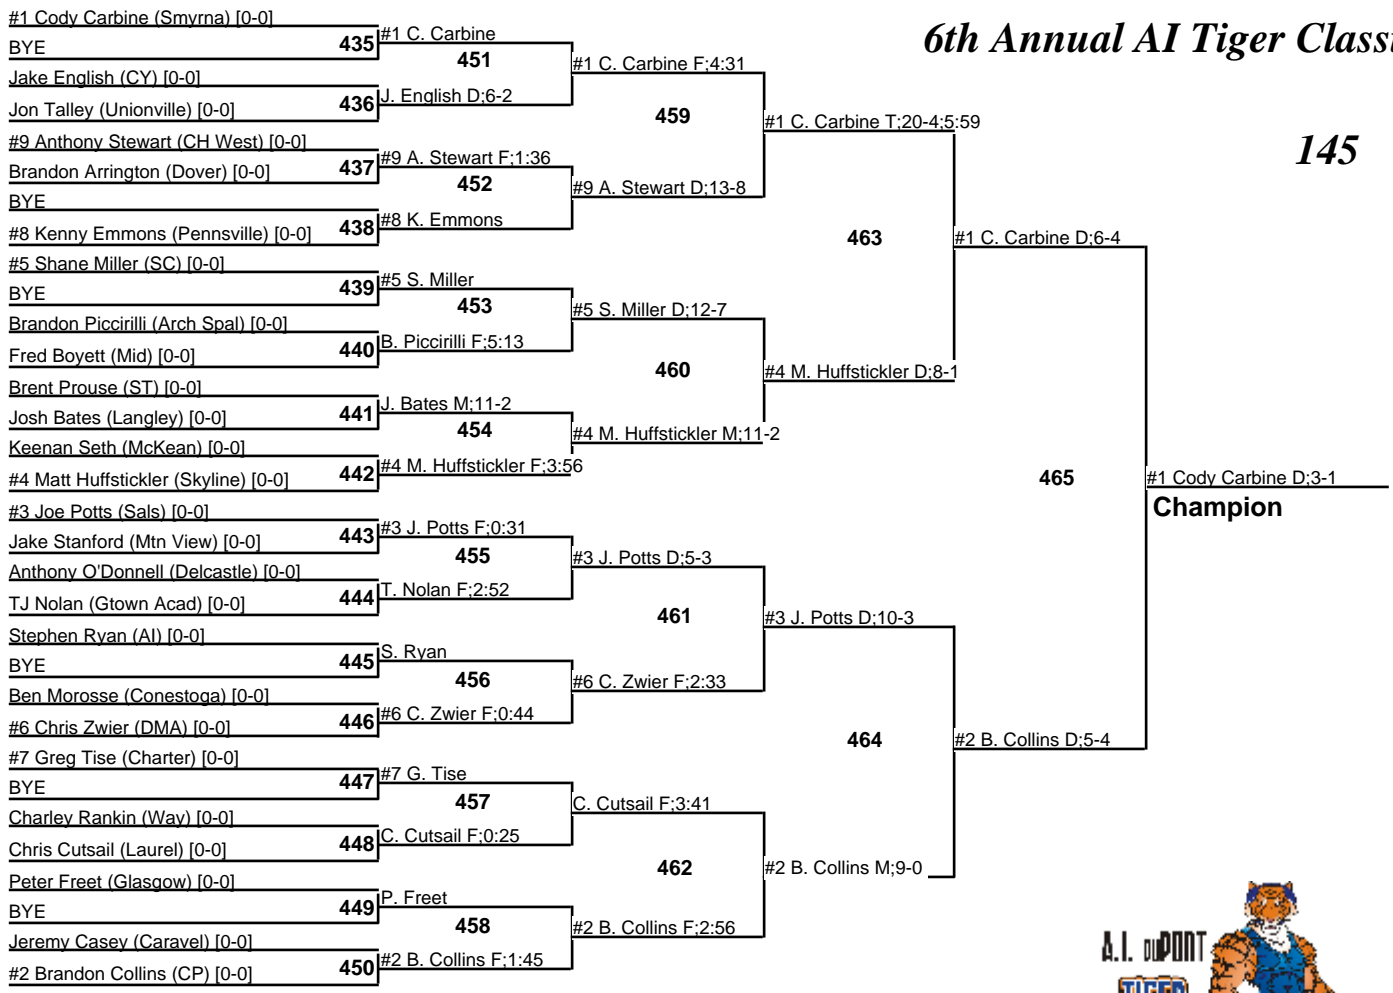 6th Annual AI Tiger Classi
145
#1 Cody Carbine (Smyrna) [0-0]
BYE
Jake English (CY) [0-0]
Jon Talley (Unionville) [0-0]
#9 Anthony Stewart (CH West) [0-0]
Brandon Arrington (Dover) [0-0]
BYE
#8 Kenny Emmons (Pennsville) [0-0]
#5 Shane Miller (SC) [0-0]
BYE
Brandon Piccirilli (Arch Spal) [0-0]
Fred Boyett (Mid) [0-0]
Brent Prouse (ST) [0-0]
Josh Bates (Langley) [0-0]
Keenan Seth (McKean) [0-0]
#4 Matt Huffstickler (Skyline) [0-0]
#3 Joe Potts (Sals) [0-0]
Jake Stanford (Mtn View) [0-0]
Anthony O'Donnell (Delcastle) [0-0]
TJ Nolan (Gtown Acad) [0-0]
Stephen Ryan (AI) [0-0]
BYE
Ben Morosse (Conestoga) [0-0]
#6 Chris Zwier (DMA) [0-0]
#7 Greg Tise (Charter) [0-0]
BYE
Charley Rankin (Way) [0-0]
Chris Cutsail (Laurel) [0-0]
Peter Freet (Glasgow) [0-0]
BYE
Jeremy Casey (Caravel) [0-0]
#2 Brandon Collins (CP) [0-0]
435
436
437
438
439
440
441
442
443
444
445
446
447
448
449
450
#1 C. Carbine
451
J. English D;6-2
#9 A. Stewart F;1:36
452
#8 K. Emmons
#5 S. Miller
453
B. Piccirilli F;5:13
J. Bates M;11-2
454
#4 M. Huffstickler F;3:56
#3 J. Potts F;0:31
455
T. Nolan F;2:52
S. Ryan
456
#6 C. Zwier F;0:44
#7 G. Tise
457
C. Cutsail F;0:25
P. Freet
458
#2 B. Collins F;1:45
#1 C. Carbine F;4:31
459
#9 A. Stewart D;13-8
#5 S. Miller D;12-7
460
#4 M. Huffstickler M;11-2
#3 J. Potts D;5-3
461
#6 C. Zwier F;2:33
C. Cutsail F;3:41
462
#2 B. Collins F;2:56
#1 C. Carbine T;20-4;5:59
463
#4 M. Huffstickler D;8-1
#3 J. Potts D;10-3
464
#2 B. Collins M;9-0
#1 C. Carbine D;6-4
465
#2 B. Collins D;5-4
#1 Cody Carbine D;3-1
Champion
A.I. duPONT
TIGER